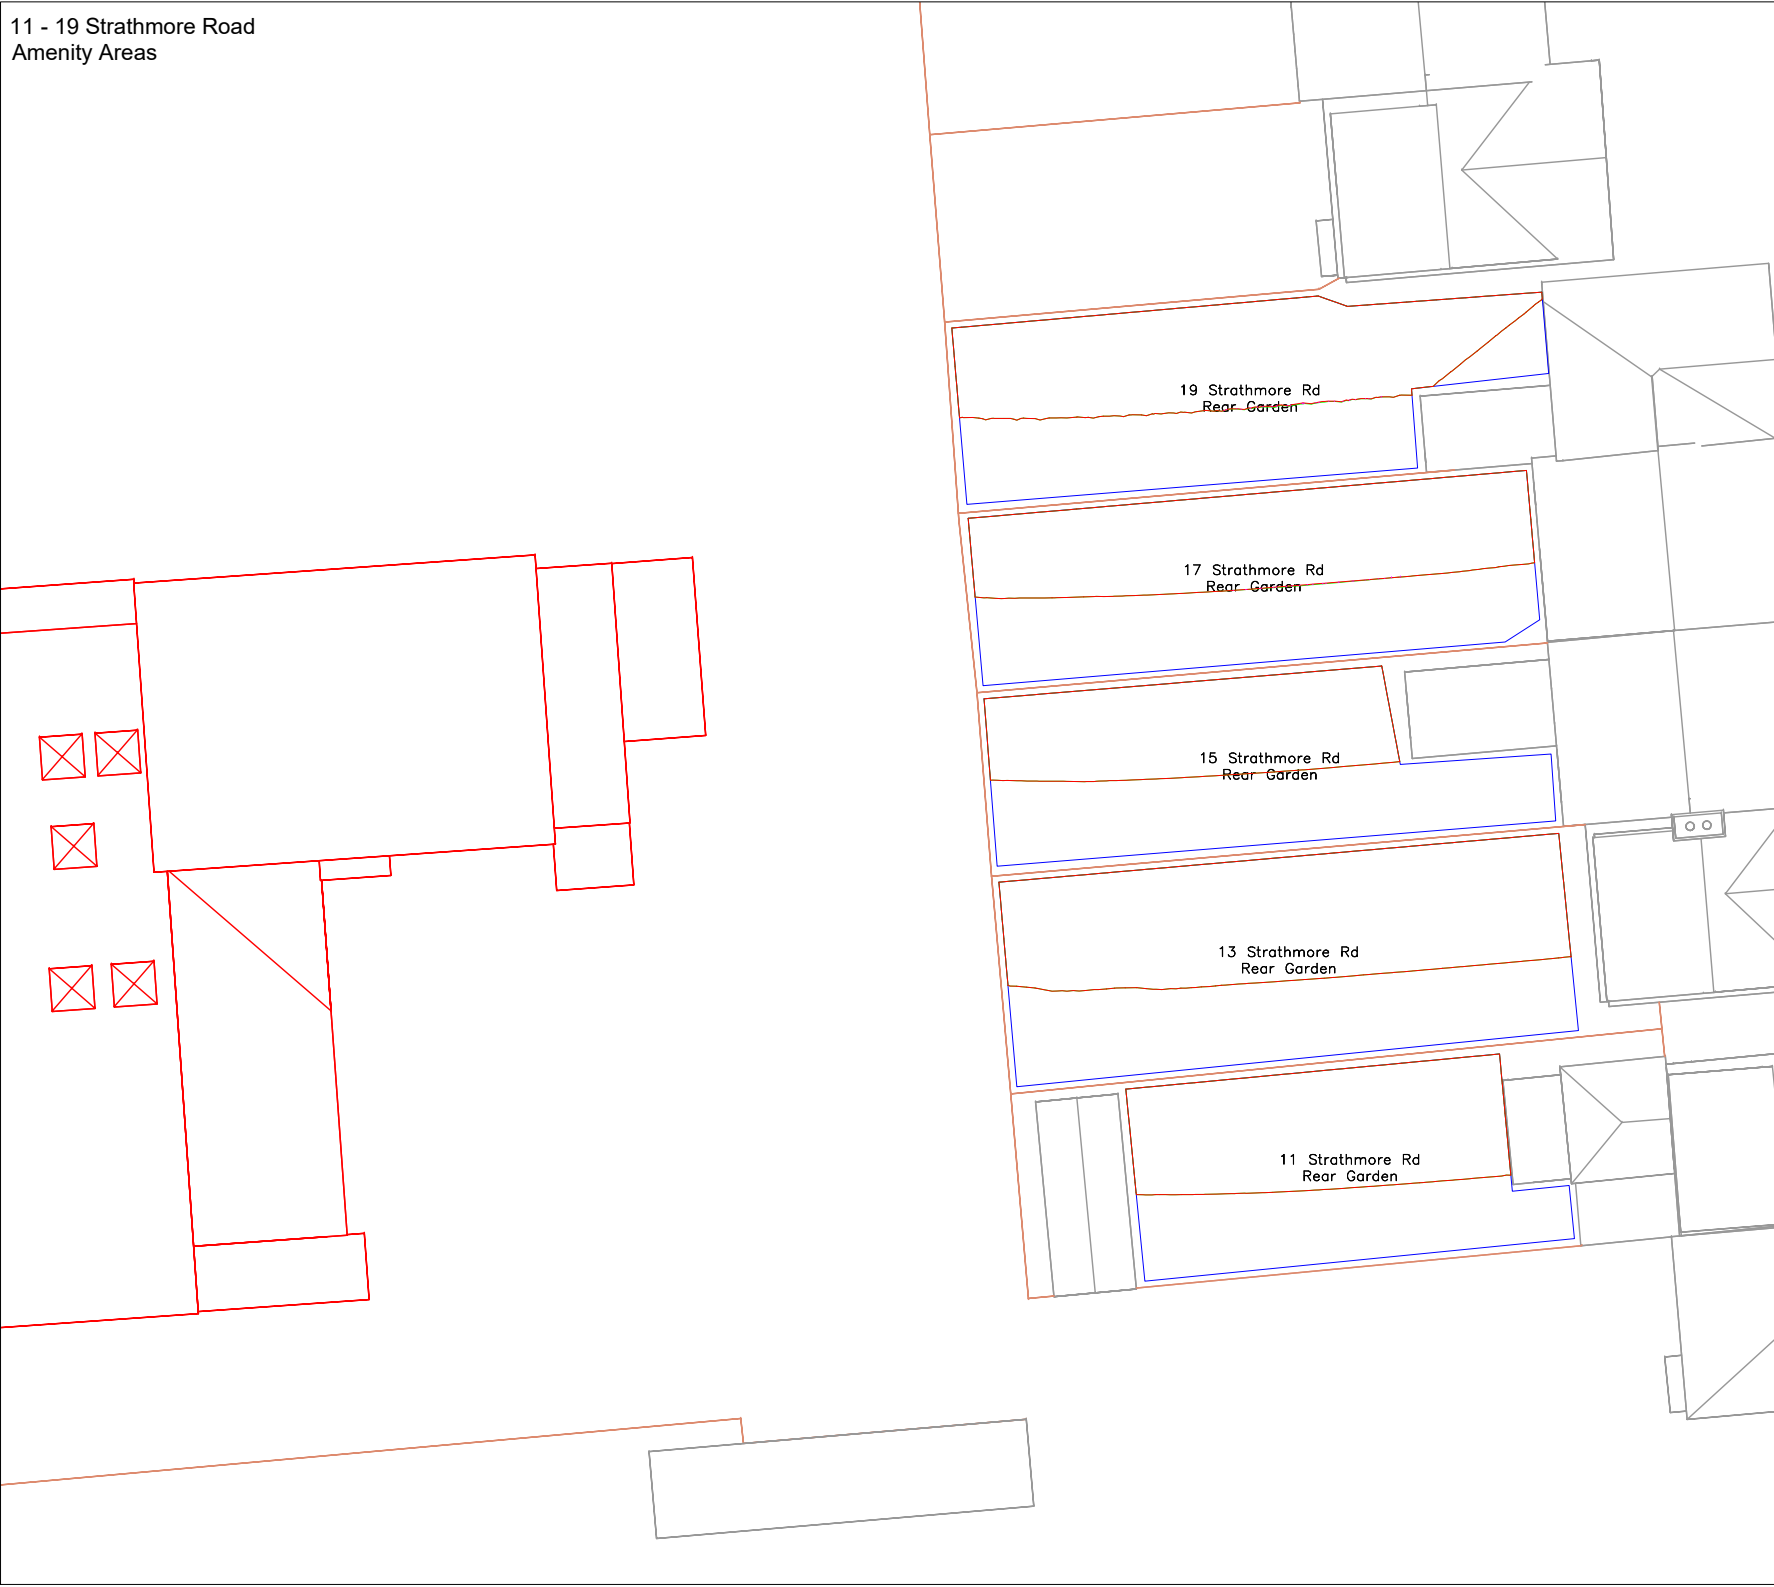 11 - 19 Strathmore Road
Amenity Areas
19 Strathmore Rd
Rear Garden
17 Strathmore Rd
Rear Garden
15 Strathmore Rd
Rear Garden
13 Strathmore Rd
Rear Garden
11 Strathmore Rd
Rear Garden